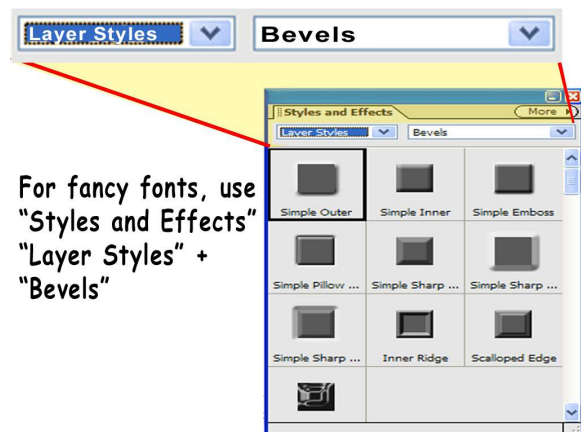 Layer Styles Bevels
Styles and Effects More
Layer Styles Bevels
Simple Outer Simple Inner Simple Emboss
Simple Pillow ... Simple Sharp ... Simple Sharp ...
Simple Sharp ... Inner Ridge Scalloped Edge
For fancy fonts, use
“Styles and Effects”
“Layer Styles” +
“Bevels”